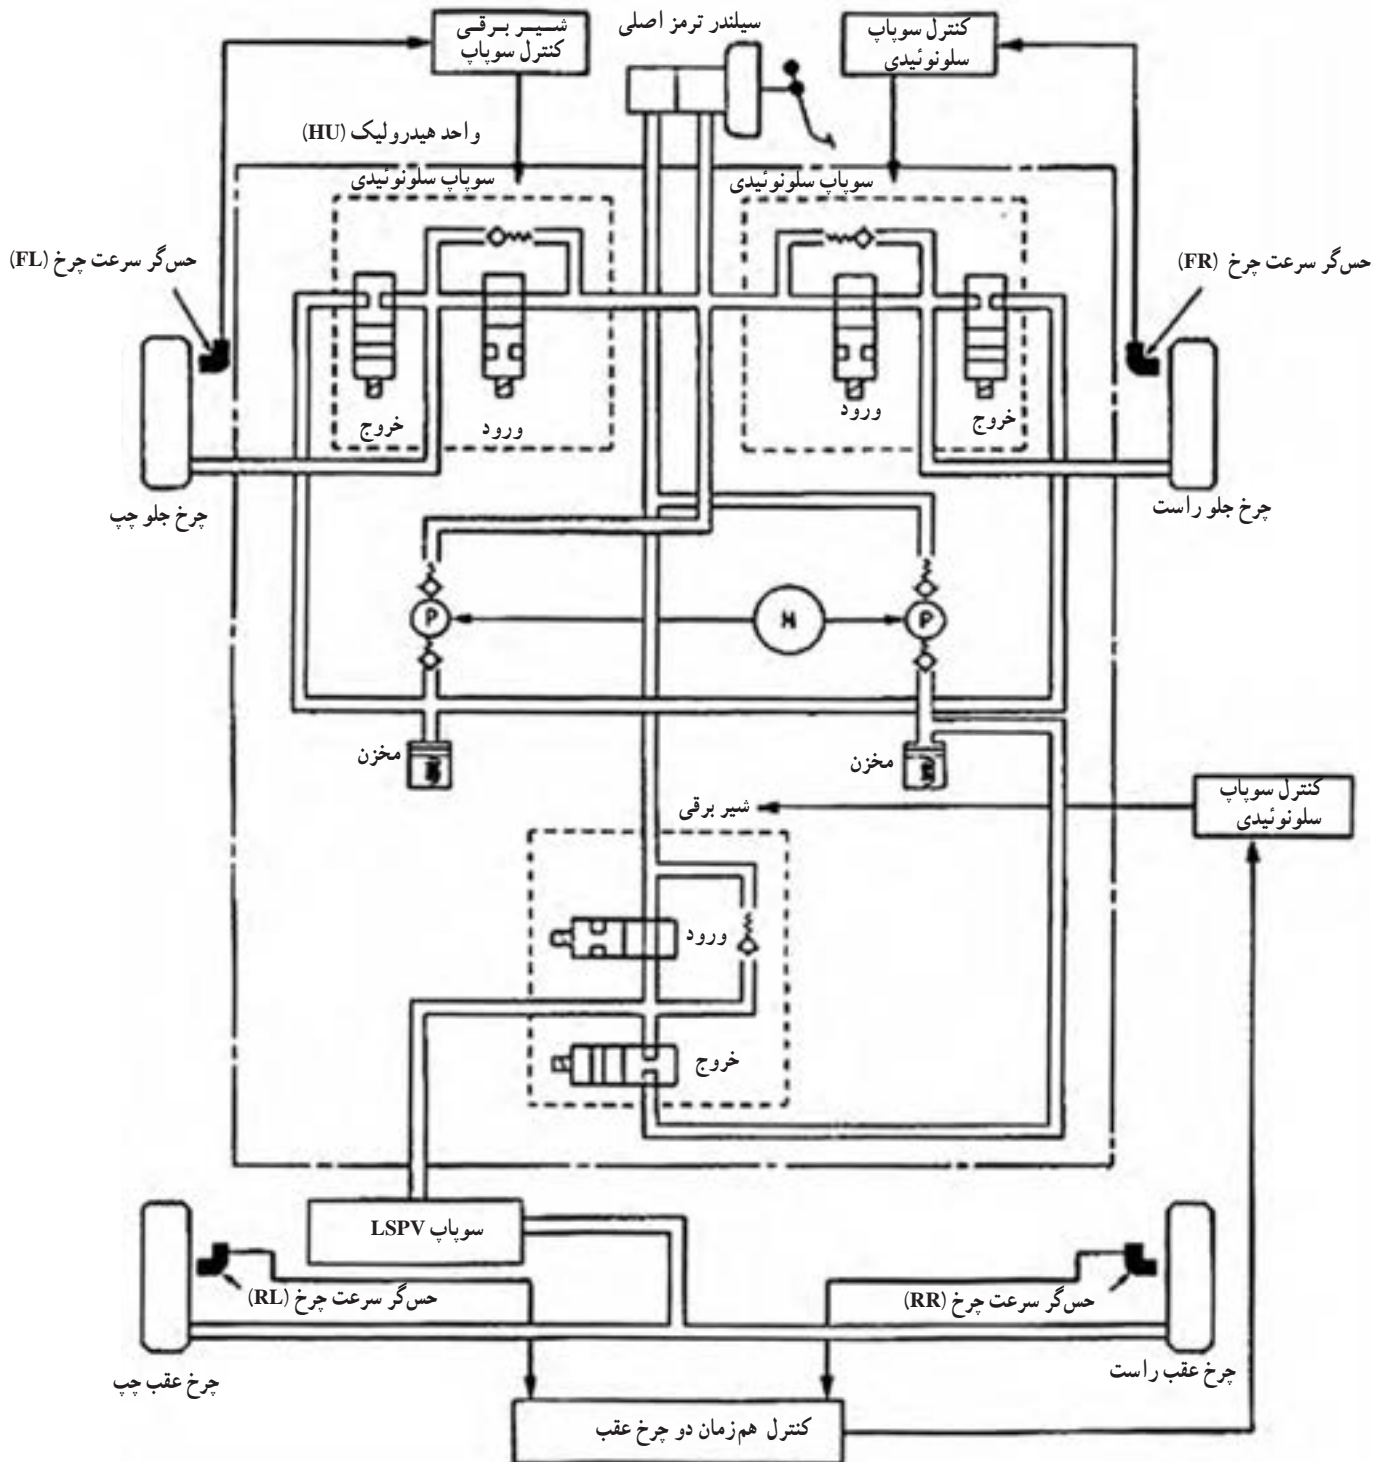 شیر برقی
کنترل سوپاپ
سیلندر ترمز اصلی
کنترل سوپاپ
سلونوئیدی
واحد هیدرولیک (HU)
سوپاپ سلونوئیدی
سوپاپ سلونوئیدی
حس‌گر سرعت چرخ (FL)
حس‌گر سرعت چرخ (FR)
خروج
ورود
ورود
خروج
چرخ جلو چپ
چرخ جلو راست
P
M
P
مخزن
مخزن
شیر برقی
کنترل سوپاپ
سلونوئیدی
ورود
خروج
سوپاپ LSPV
حس‌گر سرعت چرخ (RL)
حس‌گر سرعت چرخ (RR)
چرخ عقب چپ
چرخ عقب راست
کنترل هم‌زمان دو چرخ عقب